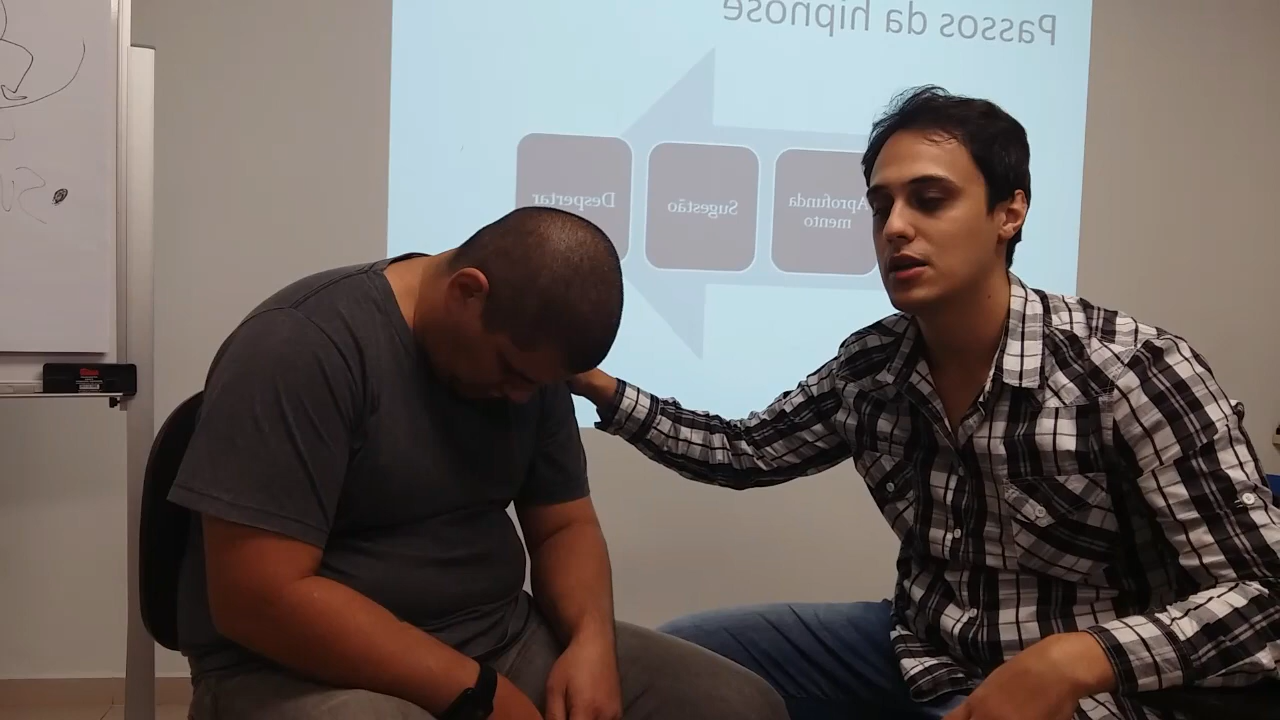 Passos da hipnose
Aprofunda
mento
Sugestão
Despertar